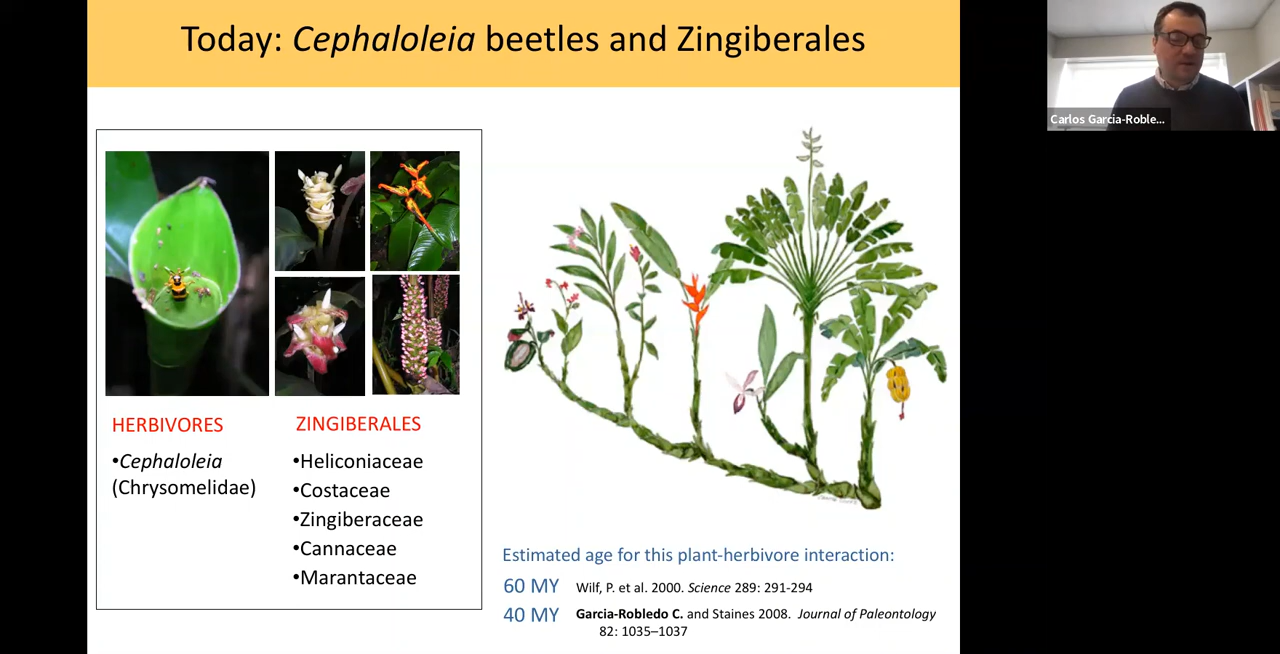 Today: Cephaloleia beetles and Zingiberales
Carlos Garcia-Roble...
HERBIVORES
•Cephaloleia
(Chrysomelidae)
ZINGIBERALES
•Heliconiaceae
•Costaceae
•Zingiberaceae
•Cannaceae
•Marantaceae
Estimated age for this plant-herbivore interaction:
60 MY Wilf, P. et al. 2000. Science 289: 291-294
40 MY Garcia-Robledo C. and Staines 2008. Journal of Paleontology
82: 1035–1037